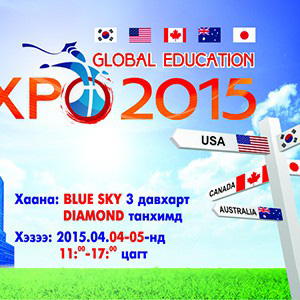 GLOBAL EDUCATION
XPO 2015
USA
CANADA
AUSTRALIA
Хаана: BLUE SKY 3 давхарт
DIAMOND танхимд
Хэзээ: 2015.04.04-05-нд
11:00-17:00 цагт